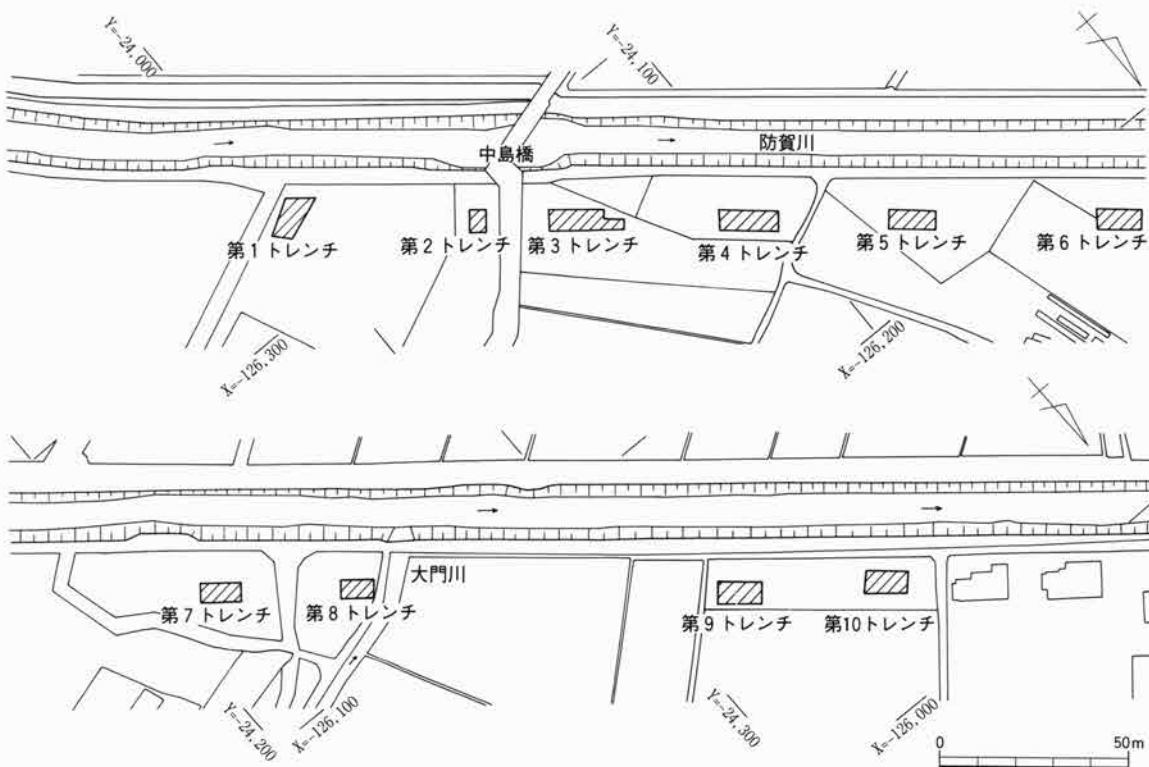 Y=-24,000
Y=-24,100
中島橋
防賀川
第1トレンチ
第2トレンチ
第3トレンチ
第4トレンチ
第5トレンチ
第6トレンチ
X=-126,300
X=-126,200
大門川
第7トレンチ
第8トレンチ
第9トレンチ
第10トレンチ
Y=-24,200
X=-126,100
Y=-24,300
X=-126,000
0 50m